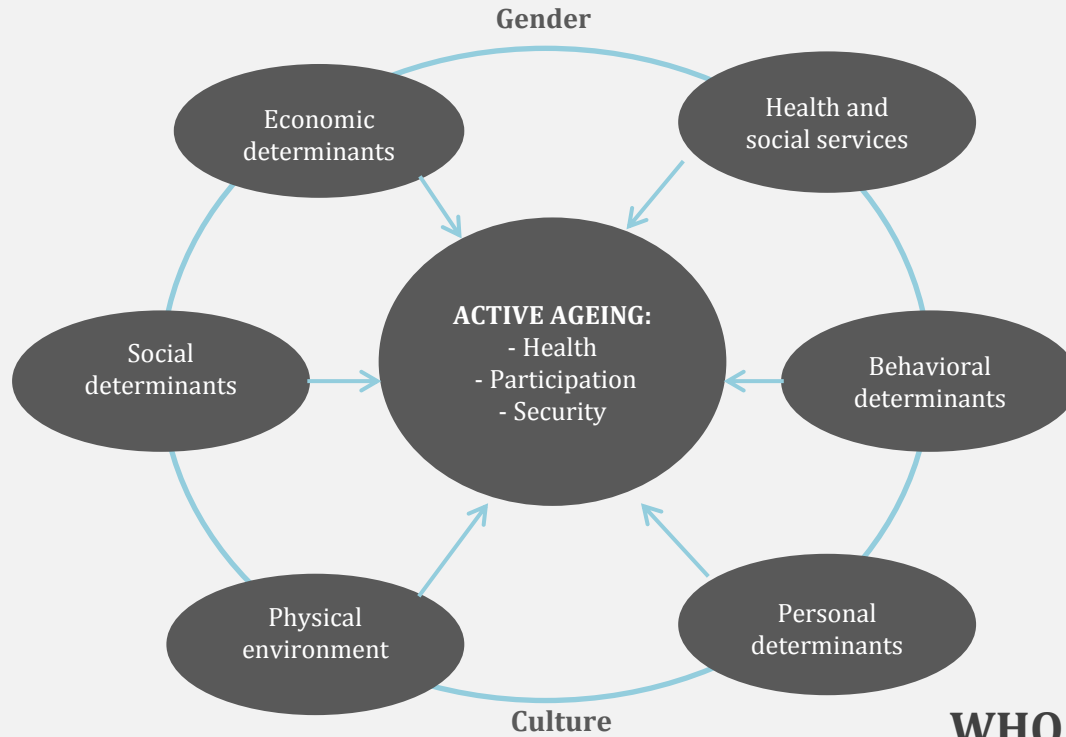 Gender
Economic
determinants
Health and
social services
ACTIVE AGEING:
- Health
- Participation
- Security
Social
determinants
Behavioral
determinants
Physical
environment
Personal
determinants
Culture
WHO